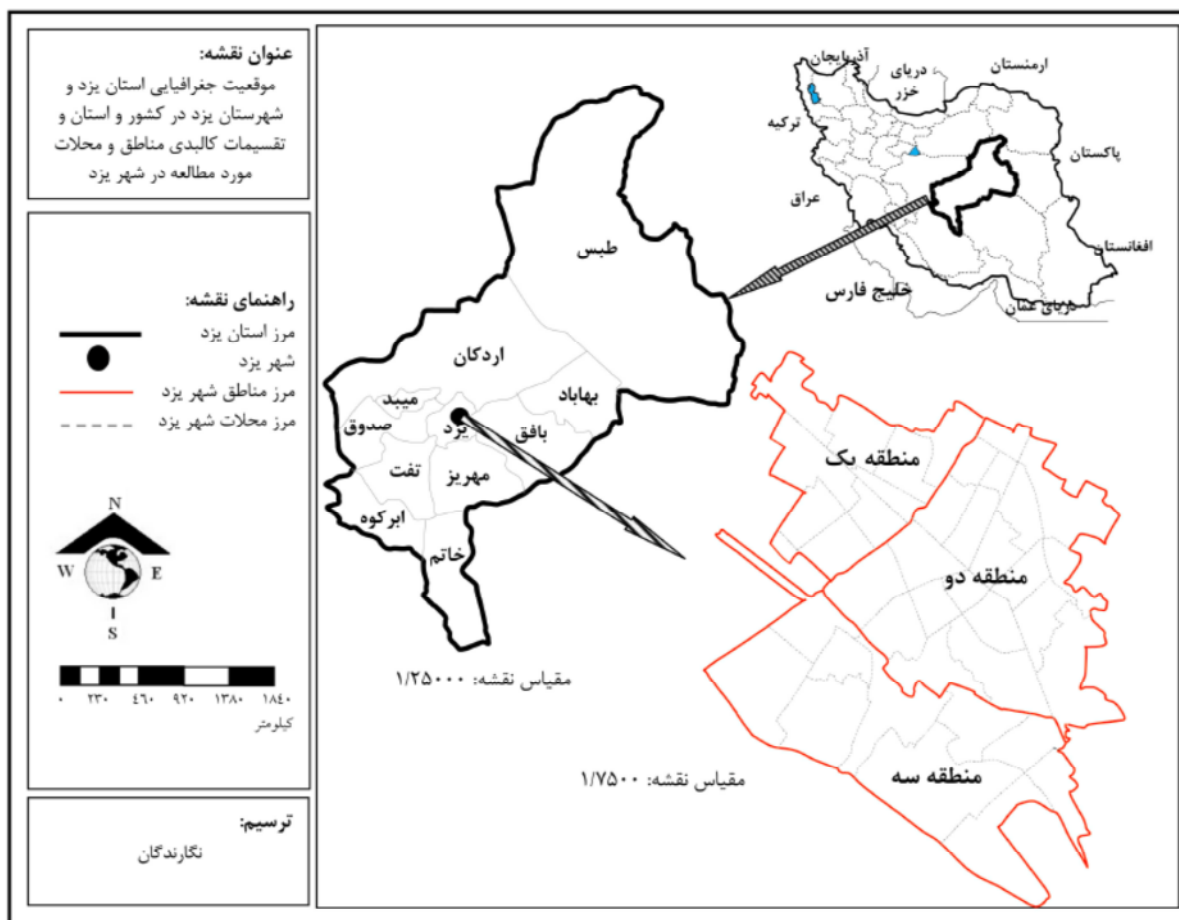 عنوان نقشه:
موقعیت جغرافیایی استان یزد و
شهرستان یزد در کشور و استان و
تقسیمات کالبدی مناطق و محلات
مورد مطالعه در شهر یزد
راهنمای نقشه:
مرز استان یزد
شهر یزد
مرز مناطق شهر یزد
مرز محلات شهر یزد
N
W E
S
۰ ۲۳۰ ٤٦۰ ۹۲۰ ۱۳۸۰ ۱۸٤۰
کیلومتر
ترسیم:
نگارندگان
آذربایجان
دریای
خزر
ارمنستان
ترکیه
پاکستان
عراق
افغانستان
خلیج فارس
دریای عمان
طبس
اردکان
بهاباد
میبد
صدوق
یزد
بافق
تفت
مهریز
ابرکوه
خاتم
مقیاس نقشه: ۱/۲۵۰۰۰
منطقه یک
منطقه دو
منطقه سه
مقیاس نقشه: ۱/۷۵۰۰